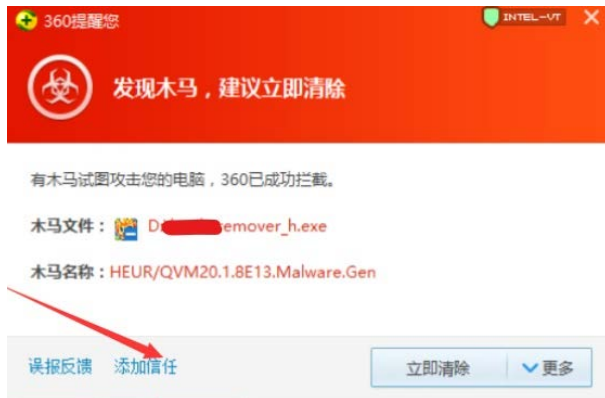 360提醒您
INTEL-VT
发现木马，建议立即清除
有木马试图攻击您的电脑，360已成功拦截。
木马文件： D:\ emover_h.exe
木马名称：HEUR/QVM20.1.8E13.Malware.Gen
误报反馈 添加信任 立即清除 更多